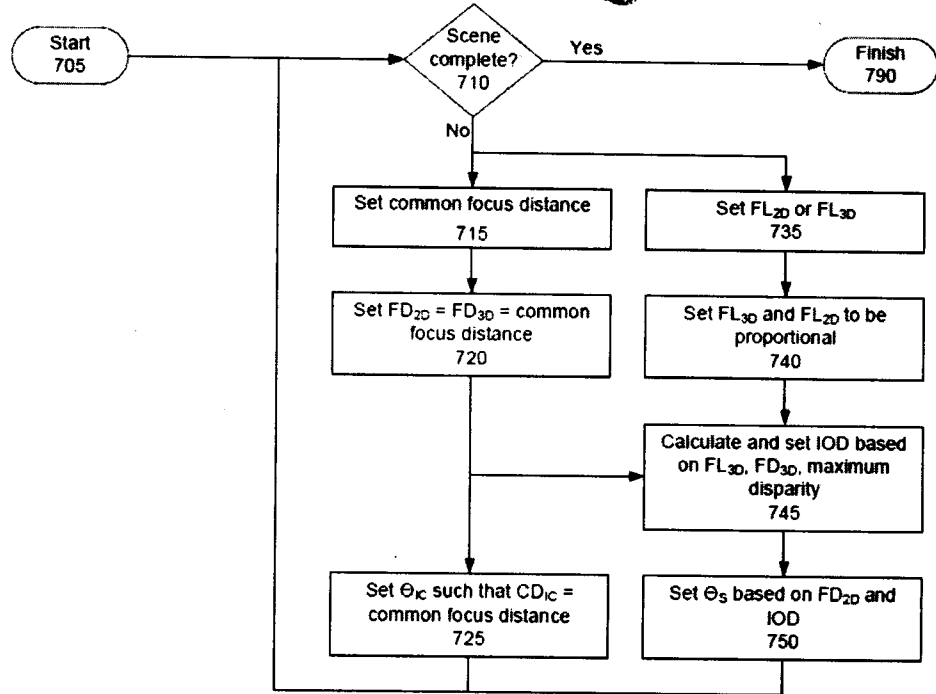 Start
705
Scene
complete?
710
Yes
Finish
790
No
Set common focus distance
715
Set FL2D or FL3D
735
Set FD2D = FD3D = common
focus distance
720
Set FL3D and FL2D to be
proportional
740
Calculate and set IOD based
on FL3D, FD3D, maximum
disparity
745
Set ΘIC such that CDIC =
common focus distance
725
Set ΘS based on FD2D and
IOD
750